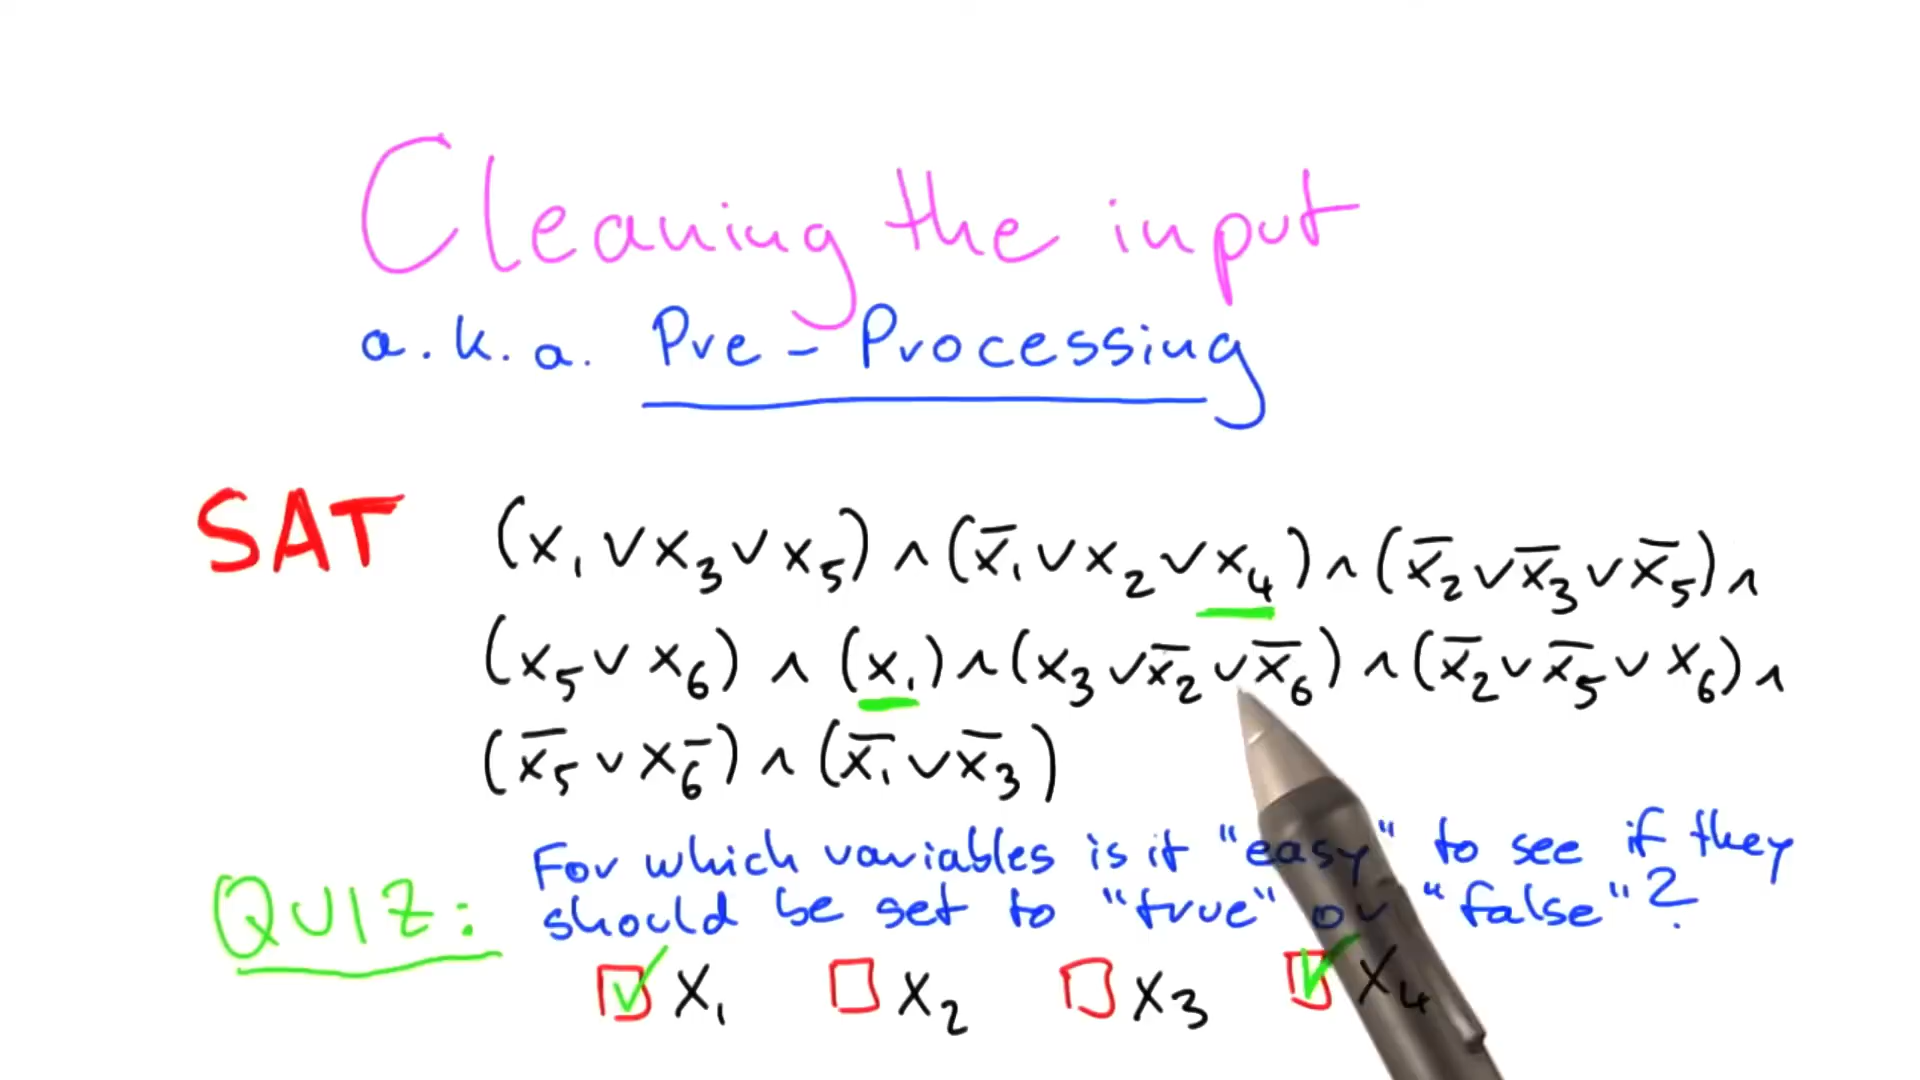 Cleaning the input
a.k.a. Pre-Processing
SAT (x₁ ∨ x₃ ∨ x₅) ∧ (x̅₁ ∨ x₂ ∨ x₄) ∧ (x̅₂ ∨ x̅₃ ∨ x̅₅) ∧
(x₅ ∨ x₆) ∧ (x₁) ∧ (x₃ ∨ x̅₂ ∨ x̅₆) ∧ (x̅₂ ∨ x̅₅ ∨ x₆) ∧
(x̅₅ ∨ x̅₆) ∧ (x̅₁ ∨ x̅₃)
QUIZ: For which variables is it "easy" to see if they
should be set to "true" or "false"?
☑ x₁ ☐ x₂ ☐ x₃ ☑ x₄